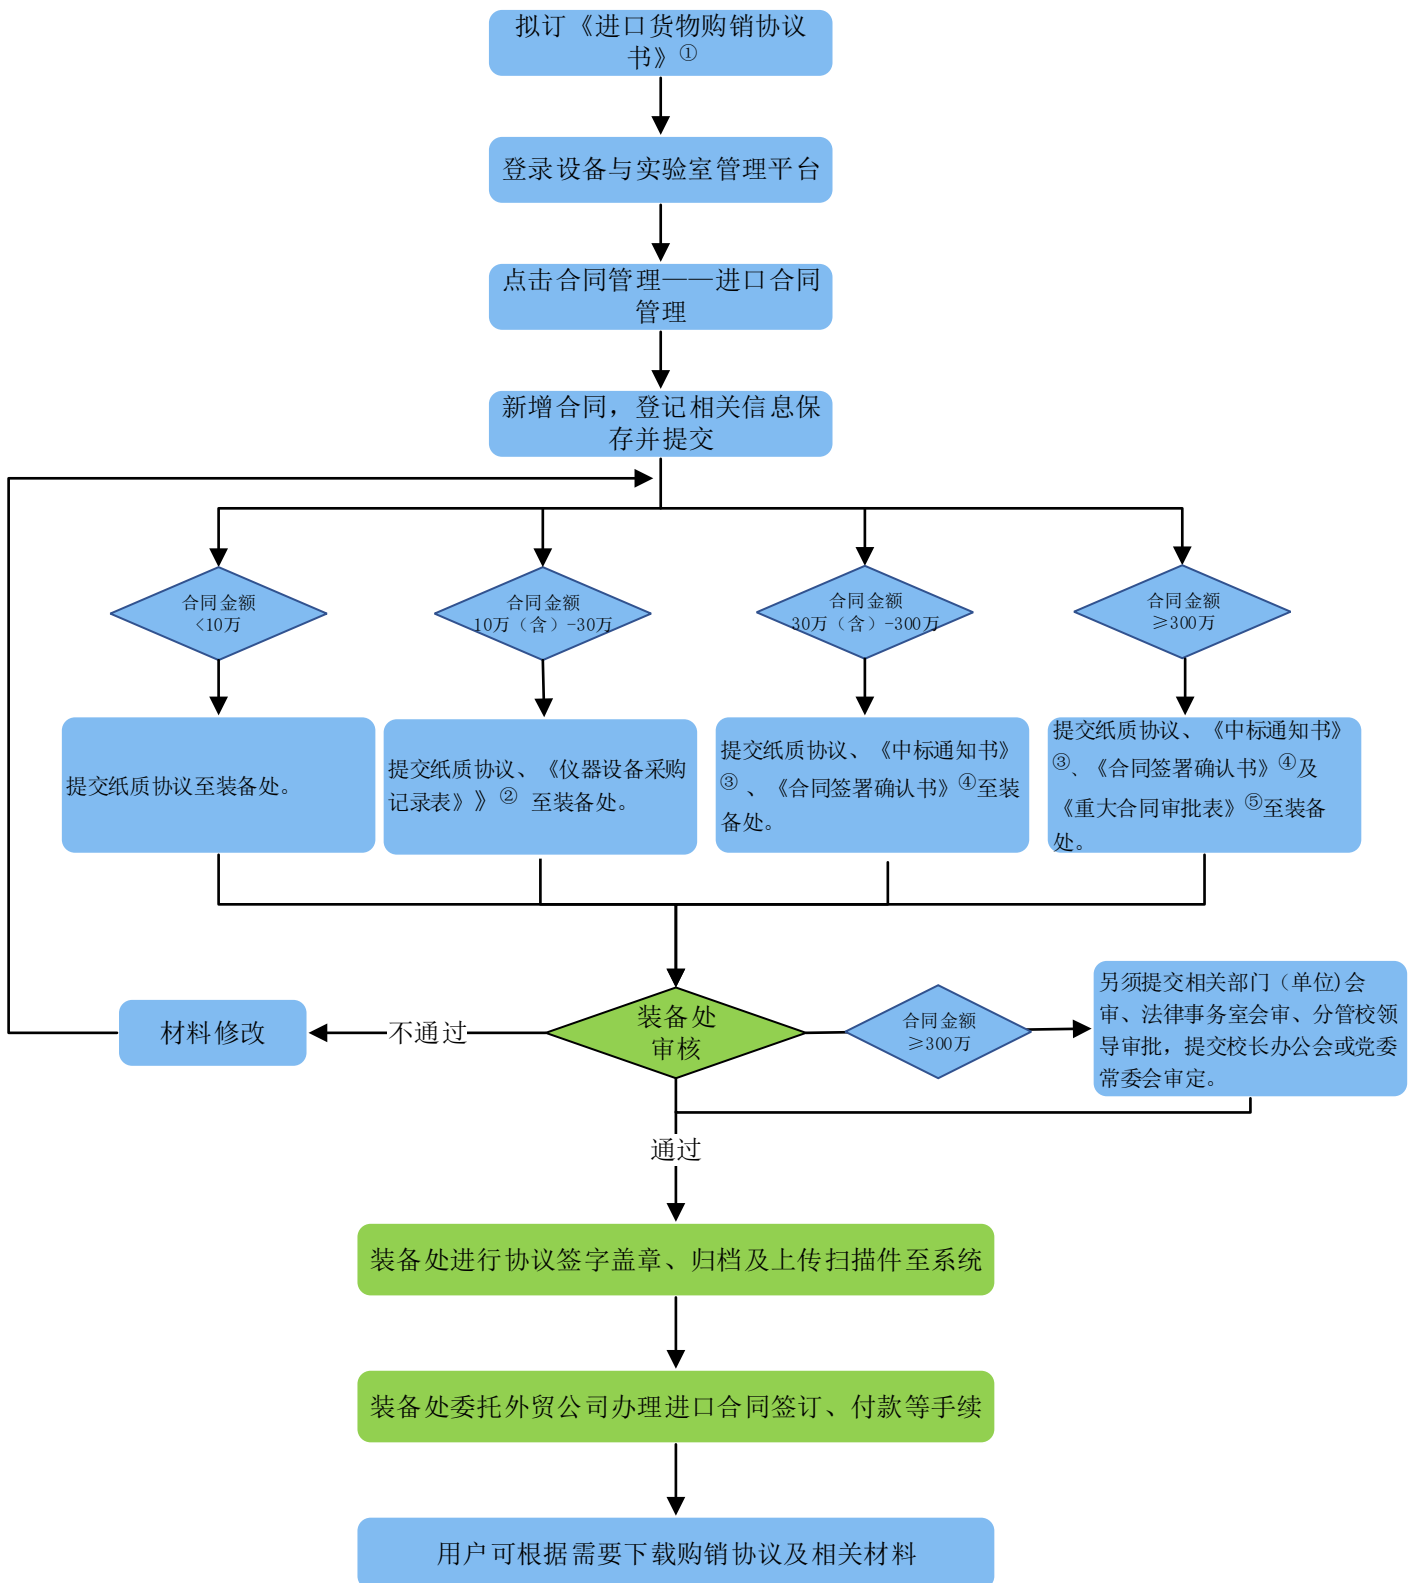 拟订《进口货物购销协议
书》①
登录设备与实验室管理平台
点击合同管理——进口合同
管理
新增合同，登记相关信息保
存并提交
合同金额
<10万
合同金额
10万（含）-30万
合同金额
30万（含）-300万
合同金额
≥300万
提交纸质协议至装备处。
提交纸质协议、《仪器设备采购
记录表》》② 至装备处。
提交纸质协议、《中标通知书》
③ 、《合同签署确认书》④至装
备处。
提交纸质协议、《中标通知书》
③、《合同签署确认书》④及
《重大合同审批表》⑤至装备
处。
材料修改
不通过
装备处
审核
合同金额
≥300万
另须提交相关部门（单位)会
审、法律事务室会审、分管校领
导审批，提交校长办公会或党委
常委会审定。
通过
装备处进行协议签字盖章、归档及上传扫描件至系统
装备处委托外贸公司办理进口合同签订、付款等手续
用户可根据需要下载购销协议及相关材料